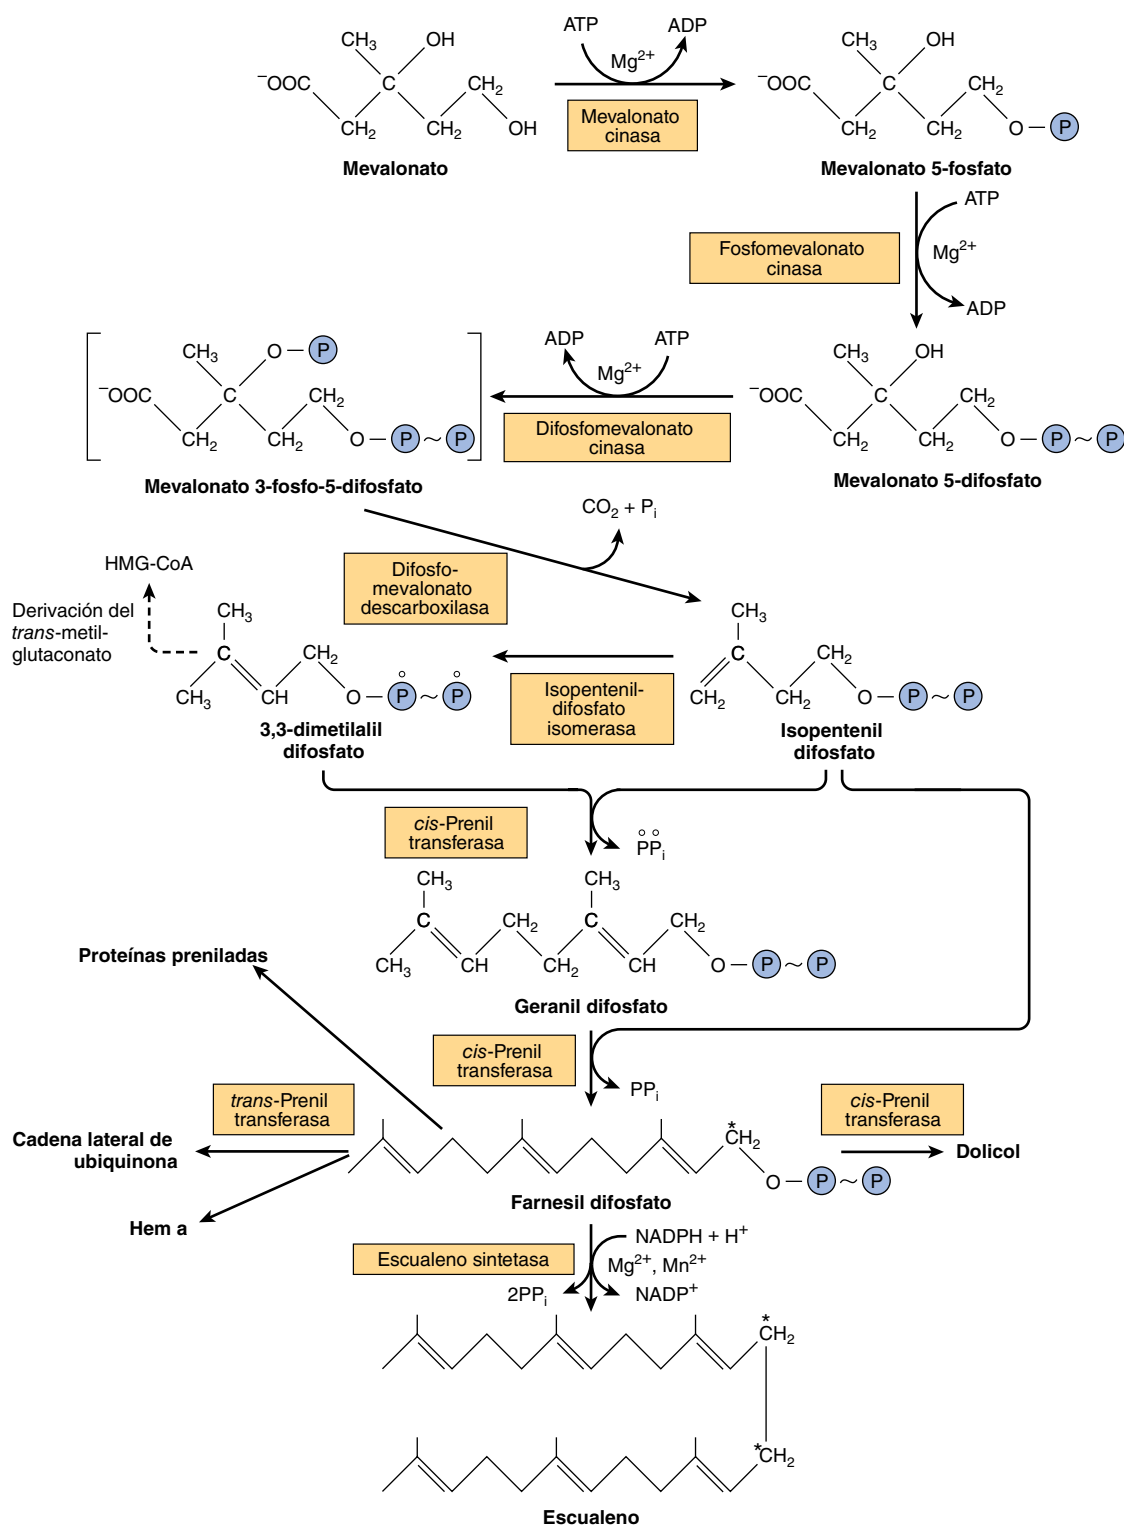 CH3 OH ATP ADP CH3 OH
⁻OOC C CH2 Mg2+ ⁻OOC C CH2
CH2 CH2 OH Mevalonato cinasa CH2 CH2 O P
Mevalonato
Mevalonato 5-fosfato
ATP
Fosfomevalonato
cinasa
Mg2+
ADP
CH3 O P ADP ATP CH3 OH
⁻OOC C CH2 Mg2+ ⁻OOC C CH2
CH2 CH2 O P ~ P
Difosfomevalonato
cinasa
CH2 CH2 O P ~ P
Mevalonato 3-fosfo-5-difosfato
Mevalonato 5-difosfato
CO2 + Pi
HMG-CoA
Difosfo-
mevalonato
descarboxilasa
Derivación del
trans-metil-
glutaconato
CH3 CH3
C CH2 C CH2
CH3 CH O P ~ P
Isopentenil-
difosfato
isomerasa
CH2 CH2 O P ~ P
3,3-dimetilalil
difosfato
Isopentenil
difosfato
cis-Prenil
transferasa
PPi
CH3 CH3
C CH2 C CH2
CH3 CH CH2 CH O P ~ P
Proteínas preniladas
Geranil difosfato
cis-Prenil
transferasa
PPi
trans-Prenil
transferasa
cis-Prenil
transferasa
Cadena lateral de
ubiquinona
*
CH2
O P ~ P
Dolicol
Farnesil difosfato
Hem a
Escualeno sintetasa
NADPH + H+
Mg2+, Mn2+
2PPi NADP+
*
CH2
*
CH2
Escualeno